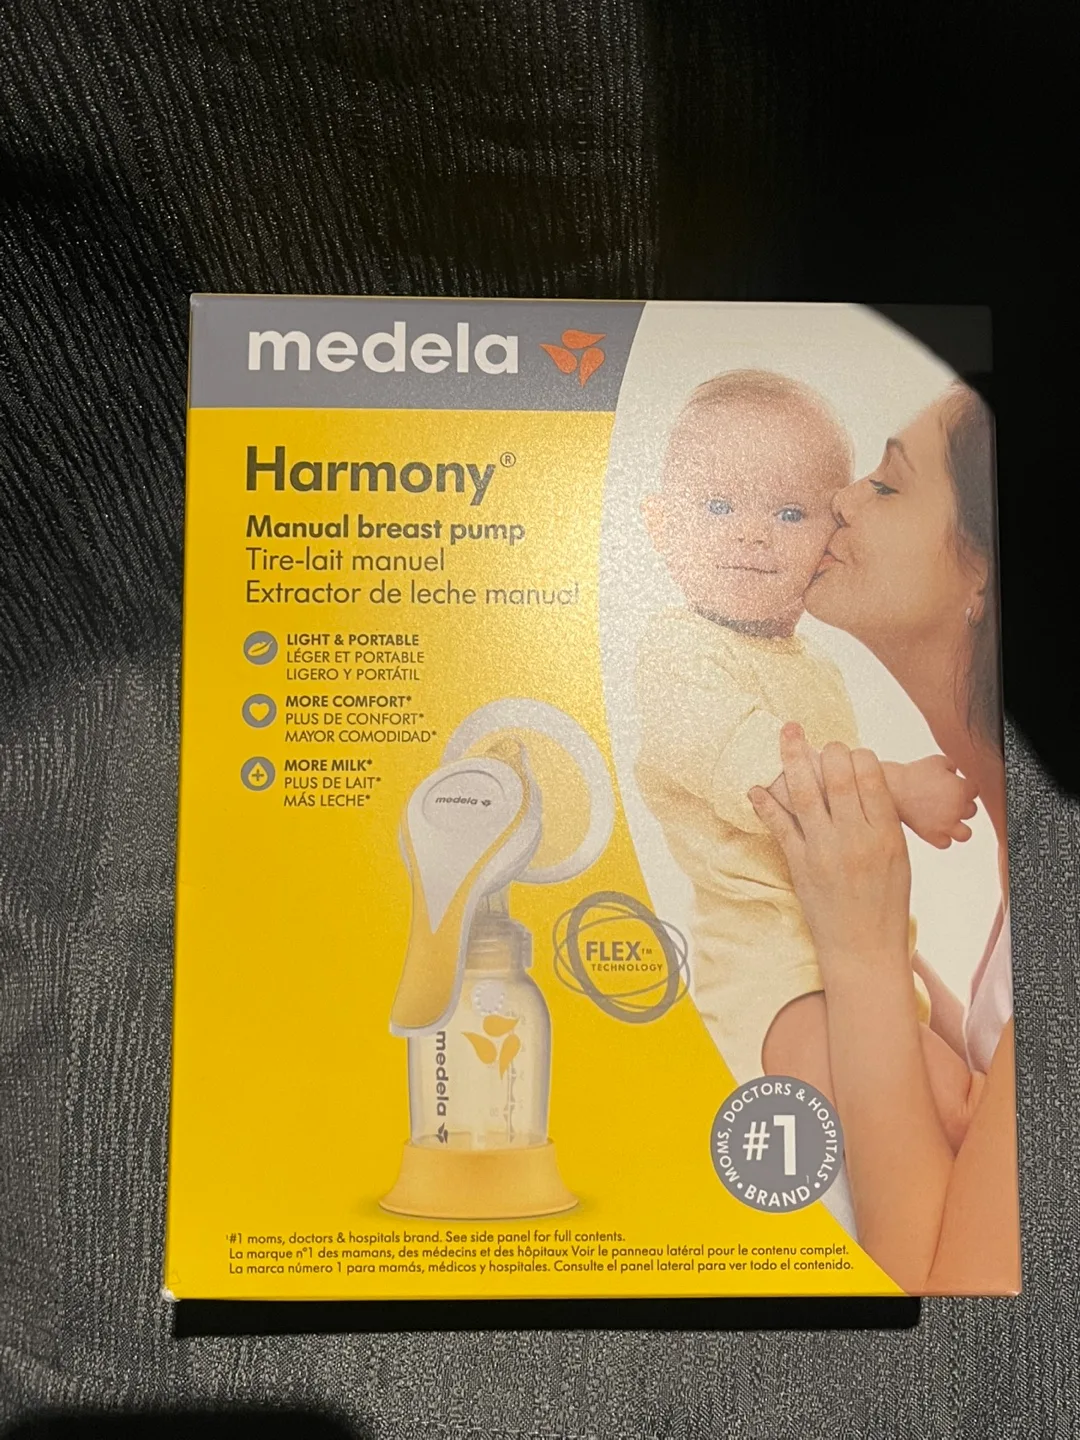 medela
Harmony®
Manual breast pump
Tire-lait manuel
Extractor de leche manual
LIGHT & PORTABLE
LÉGER ET PORTABLE
LIGERO Y PORTÁTIL
MORE COMFORT*
PLUS DE CONFORT*
MAYOR COMODIDAD*
MORE MILK*
PLUS DE LAIT*
MÁS LECHE*
medela
FLEX™
TECHNOLOGY
medela
MOMS, DOCTORS & HOSPITALS
#1
BRAND¹
¹#1 moms, doctors & hospitals brand. See side panel for full contents.
La marque n°1 des mamans, des médecins et des hôpitaux Voir le panneau latéral pour le contenu complet.
La marca número 1 para mamás, médicos y hospitales. Consulte el panel lateral para ver todo el contenido.